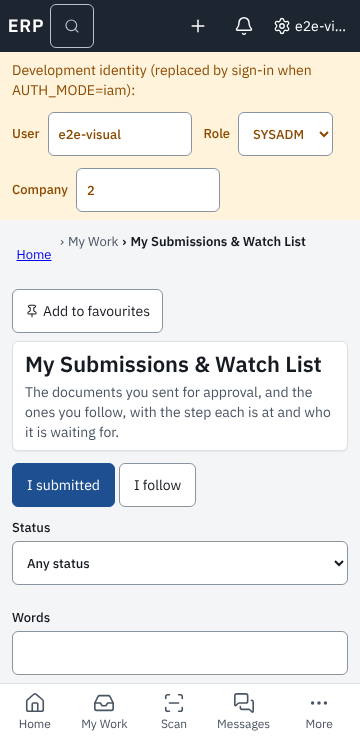 ERP
e2e-vi...
Development identity (replaced by sign-in when
AUTH_MODE=iam):
User
e2e-visual
Role
SYSADM
Company
2
Home
› My Work › My Submissions & Watch List
Add to favourites
My Submissions & Watch List
The documents you sent for approval, and the
ones you follow, with the step each is at and who
it is waiting for.
I submitted
I follow
Status
Any status
Words
Home
My Work
Scan
Messages
More